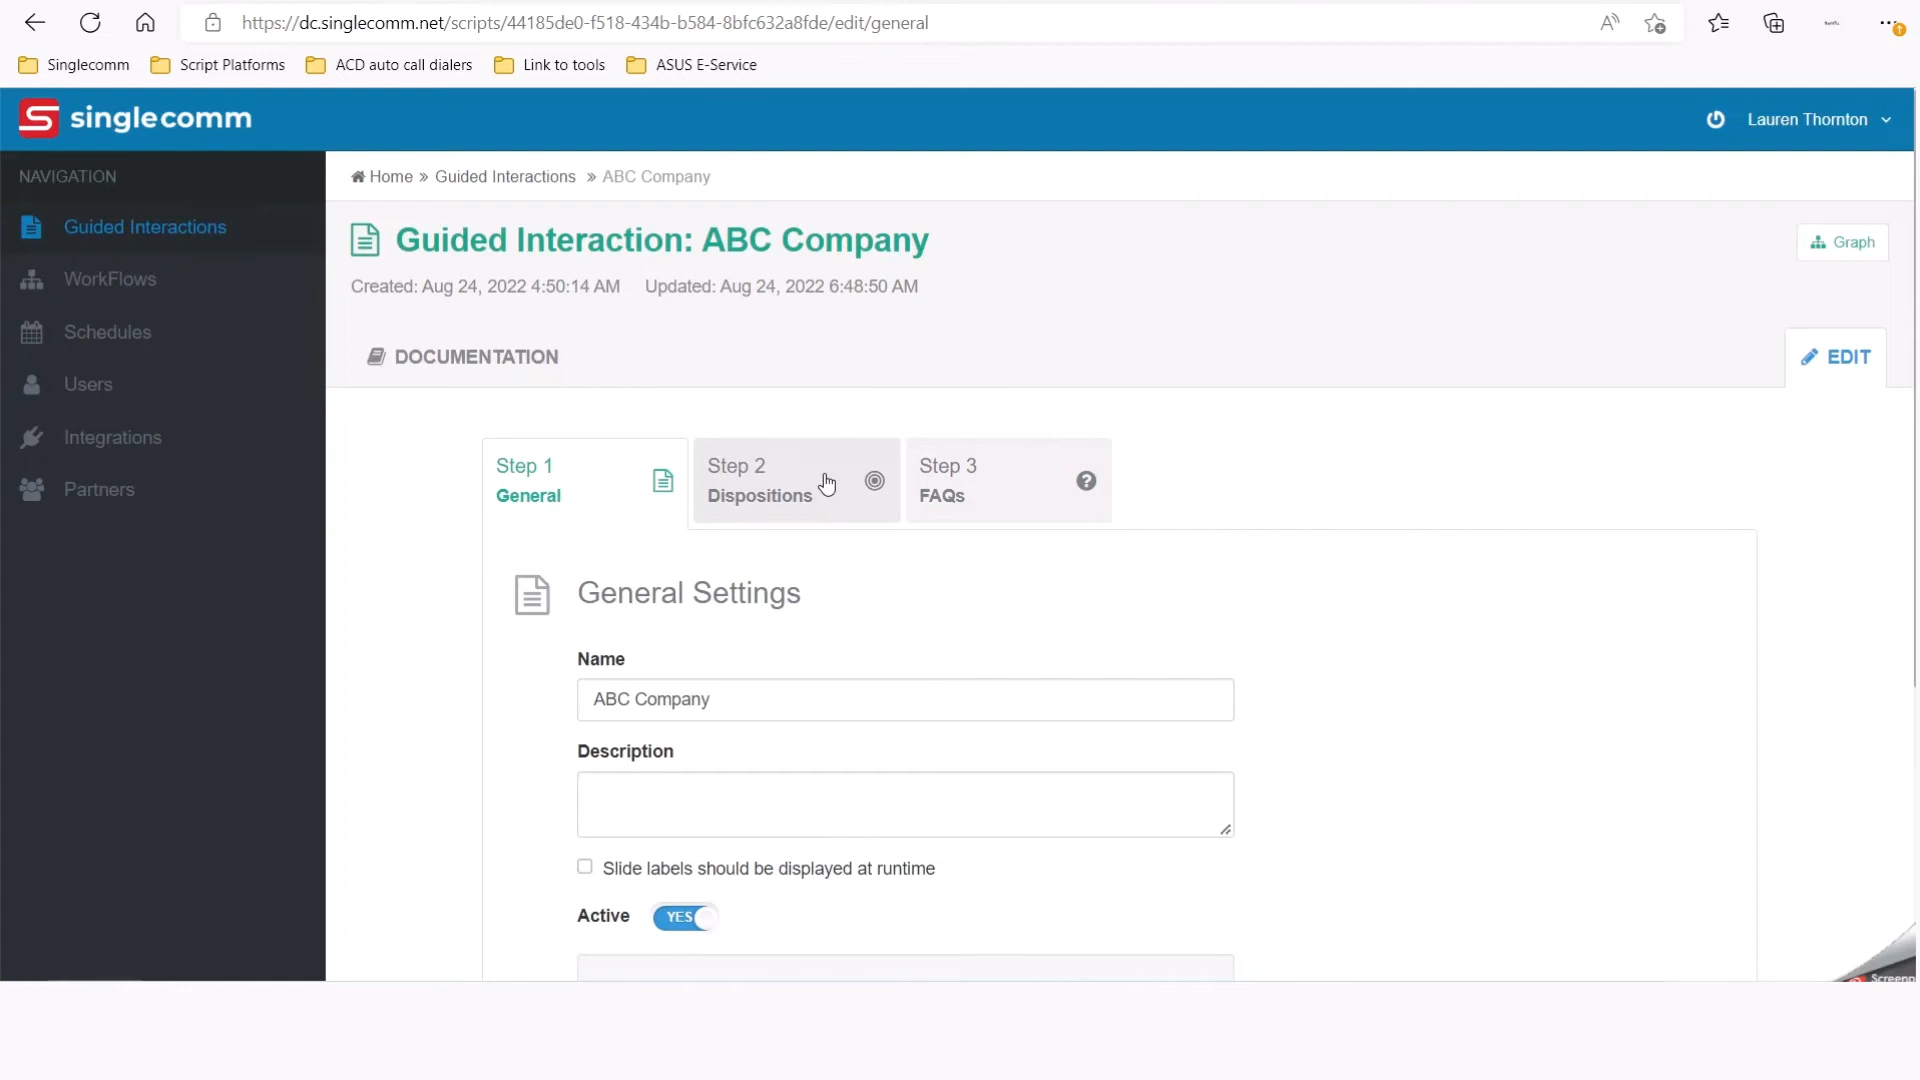 https://dc.singlecomm.net/scripts/44185de0-f518-434b-b584-8bfc632a8fde/edit/general
Singlecomm
Script Platforms
ACD auto call dialers
Link to tools
ASUS E-Service
singlecomm
Lauren Thornton
NAVIGATION
Home » Guided Interactions » ABC Company
Guided Interactions
WorkFlows
Schedules
Users
Integrations
Partners
Guided Interaction: ABC Company
Graph
Created: Aug 24, 2022 4:50:14 AM Updated: Aug 24, 2022 6:48:50 AM
DOCUMENTATION
EDIT
Step 1
General
Step 2
Dispositions
Step 3
FAQs
General Settings
Name
ABC Company
Description
Slide labels should be displayed at runtime
Active YES